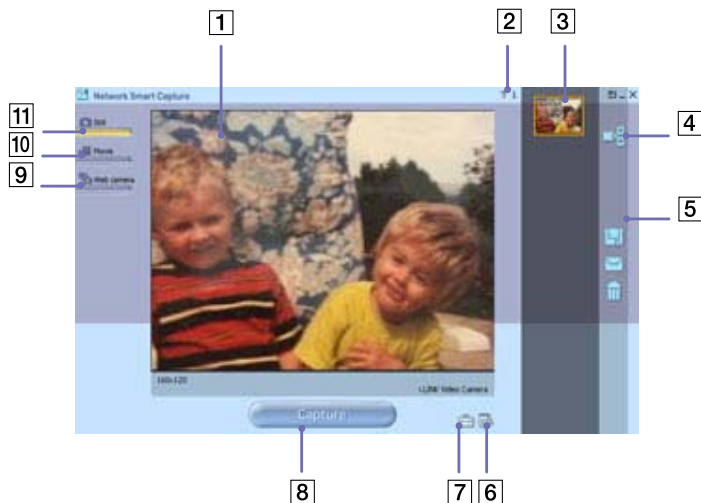 1
2
3
Network Smart Capture
? i
11
Still
4
10
Movie
9
Web camera
5
160x120
i.LINK Video Camera
Capture
8
7
6